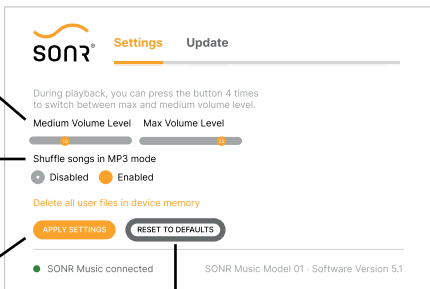 SONR®
Settings Update
During playback, you can press the button 4 times
to switch between max and medium volume level.
Medium Volume Level Max Volume Level
Shuffle songs in MP3 mode
Disabled Enabled
Delete all user files in device memory
APPLY SETTINGS RESET TO DEFAULTS
SONR Music connected SONR Music Model 01 · Software Version 5.1